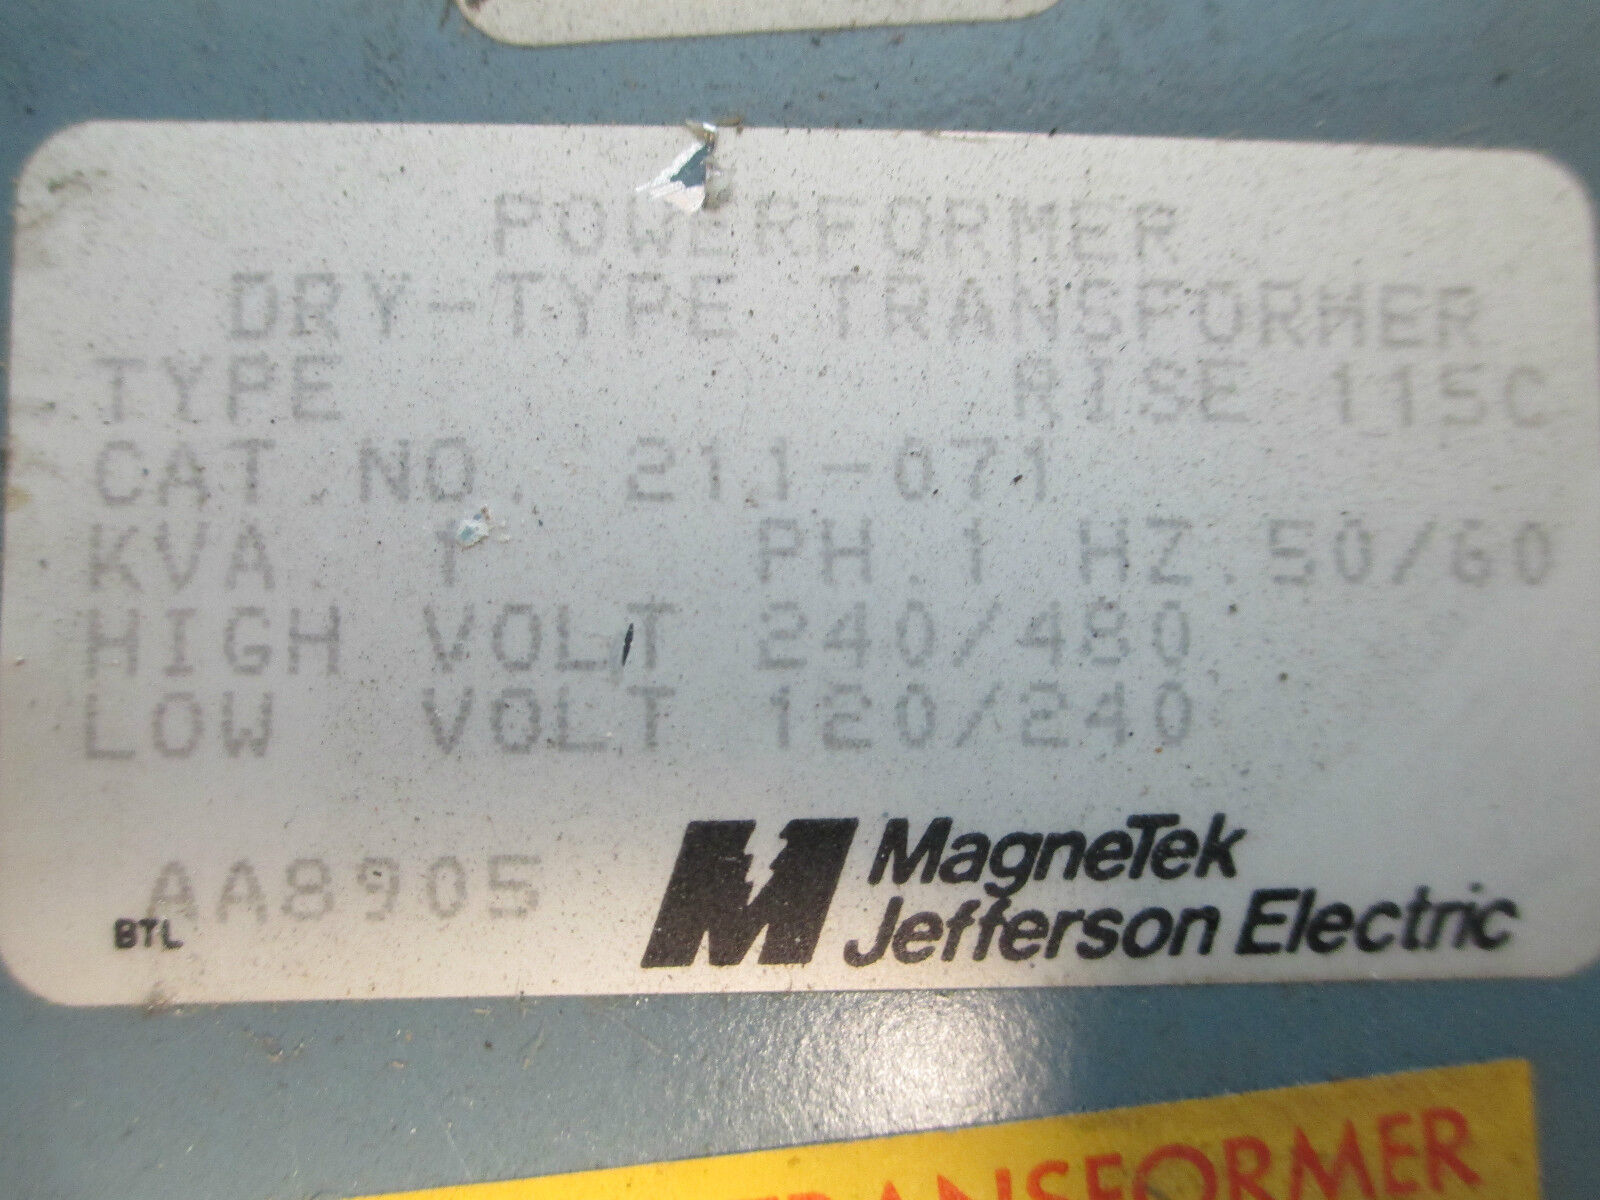 POWERFORMER
DRY-TYPE TRANSFORMER
TYPE RISE 115C
CAT.NO. 211-071
KVA. 1 PH.1 HZ.50/60
HIGH VOLT 240/480
LOW VOLT 120/240
AA8905
BTL
MagneTek
Jefferson Electric
TRANSFORMER